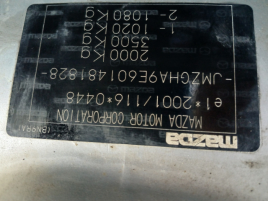 mazda
MAZDA MOTOR CORPORATION
e1*2001/116*0448
-JMZGHA9E601481828-
2000 Kg
3500 Kg
1- 1020 Kg
2- 1080 Kg